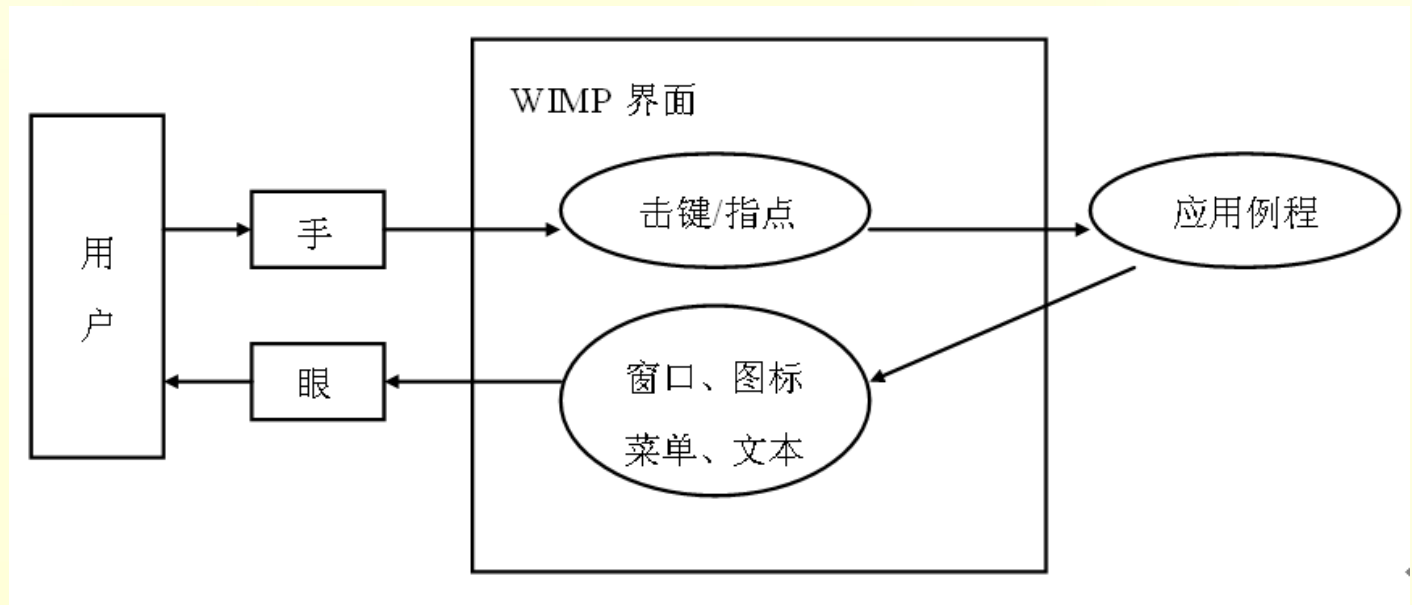 WIMP 界面
用
户
手
击键/指点
应用例程
眼
窗口、图标
菜单、文本